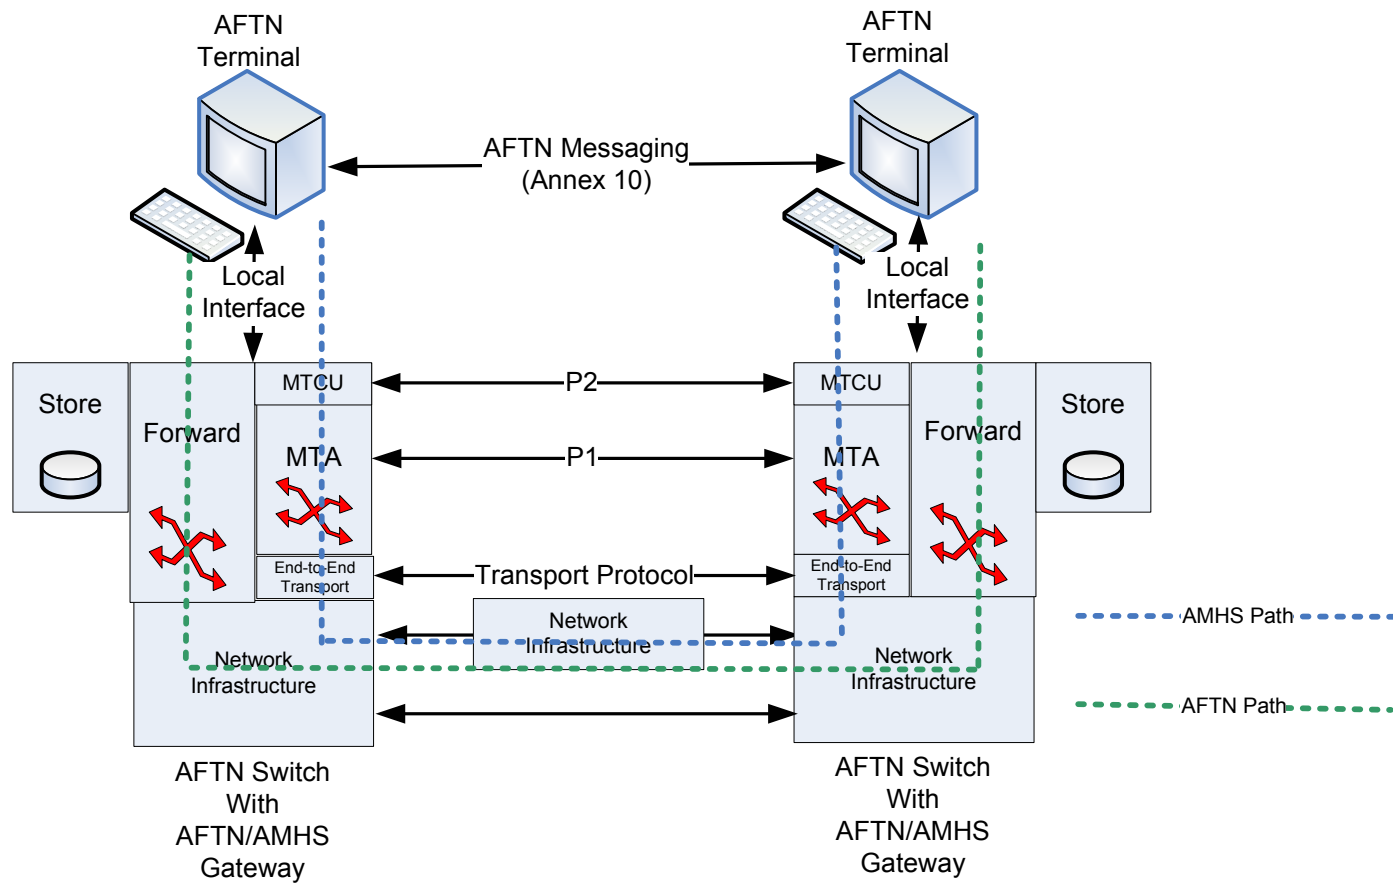 AFTN
Terminal
AFTN
Terminal
AFTN Messaging
(Annex 10)
Local
Interface
Local
Interface
Store
Forward
MTCU
MTA
End-to-End
Transport
Network
Infrastructure
P2
P1
Transport Protocol
Network
Infrastructure
MTCU
MTA
End-to-End
Transport
Forward
Store
Network
Infrastructure
AMHS Path
AFTN Path
AFTN Switch
With
AFTN/AMHS
Gateway
AFTN Switch
With
AFTN/AMHS
Gateway